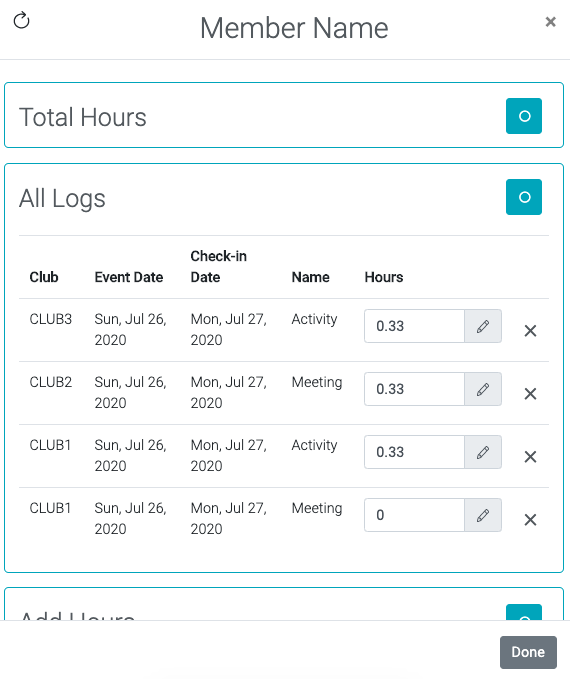 Member Name
Total Hours
All Logs
Club Event Date Check-in Date Name Hours
CLUB3 Sun, Jul 26, 2020 Mon, Jul 27, 2020 Activity 0.33
CLUB2 Sun, Jul 26, 2020 Mon, Jul 27, 2020 Meeting 0.33
CLUB1 Sun, Jul 26, 2020 Mon, Jul 27, 2020 Activity 0.33
CLUB1 Sun, Jul 26, 2020 Mon, Jul 27, 2020 Meeting 0
Add Hours
Done